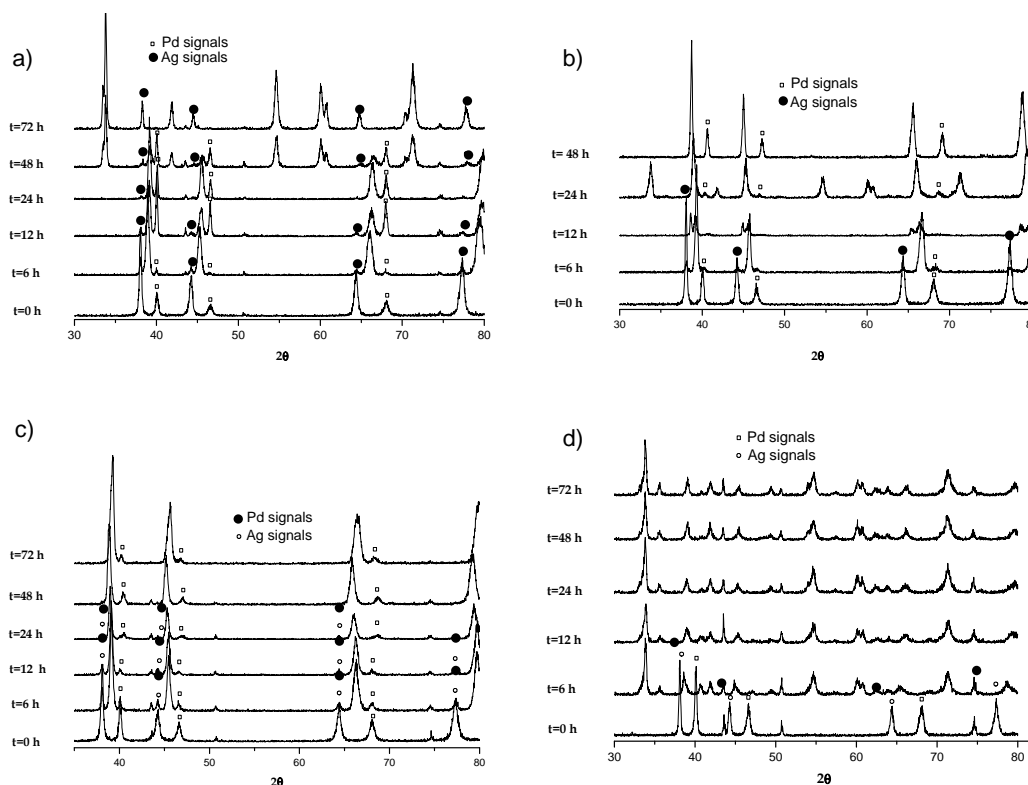 a)
Pd signals
Ag signals
t=72 h
t=48 h
t=24 h
t=12 h
t=6 h
t=0 h
30 40 50 60 70 80
2θ
b)
Pd signals
Ag signals
t= 48 h
t=24 h
t=12 h
t=6 h
t=0 h
30 40 50 60 70 80
2θ
c)
Pd signals
Ag signals
t=72 h
t=48 h
t=24 h
t=12 h
t=6 h
t=0 h
40 50 60 70 80
2θ
d)
Pd signals
Ag signals
t=72 h
t=48 h
t=24 h
t=12 h
t=6 h
t=0 h
30 40 50 60 70 80
2θ